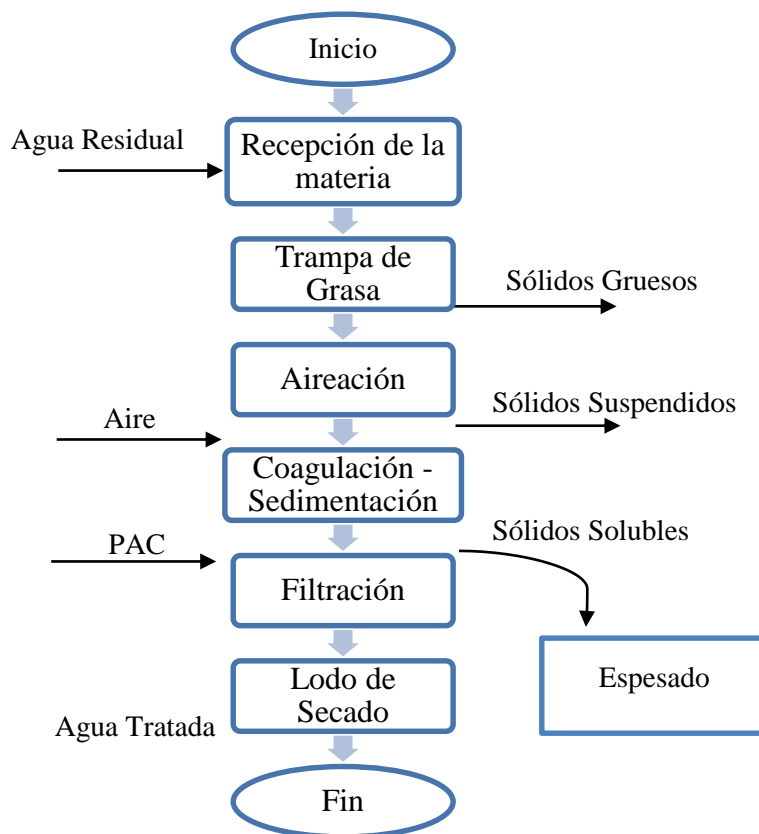 Inicio
Agua Residual
Recepción de la
materia
Trampa de
Grasa
Sólidos Gruesos
Aireación
Sólidos Suspendidos
Aire
Coagulación -
Sedimentación
Sólidos Solubles
PAC
Filtración
Espesado
Lodo de
Secado
Agua Tratada
Fin